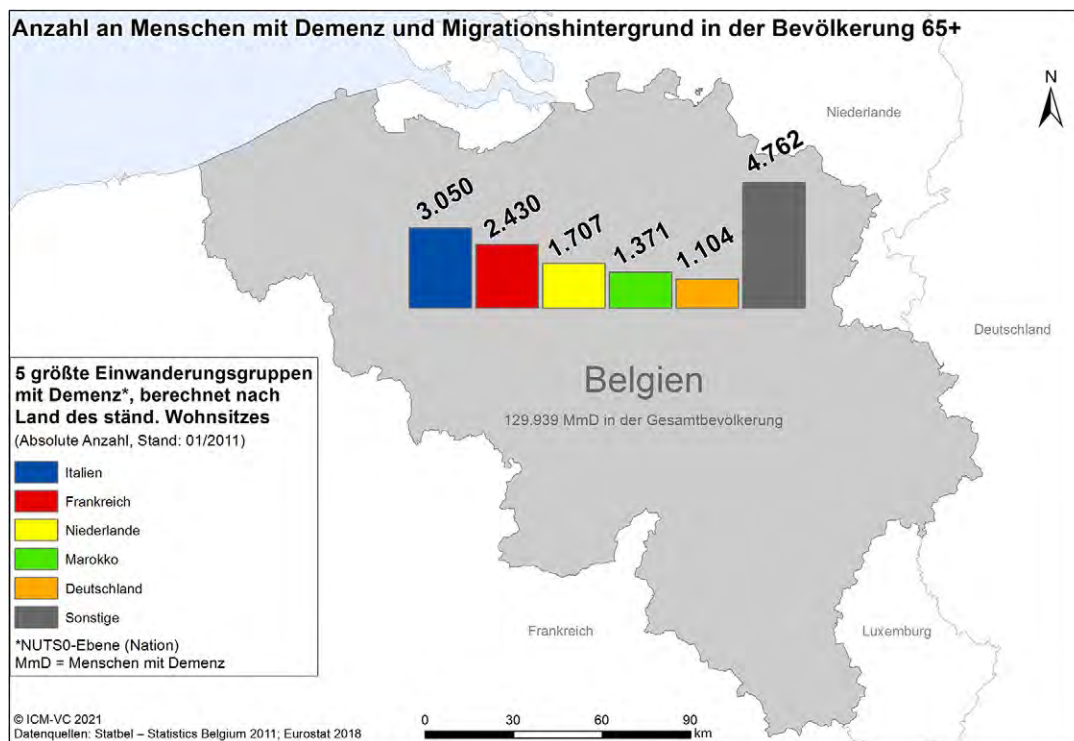 Anzahl an Menschen mit Demenz und Migrationshintergrund in der Bevölkerung 65+
N
Niederlande
4.762
3.050
2.430
1.707
1.371
1.104
Deutschland
Belgien
129.939 MmD in der Gesamtbevölkerung
5 größte Einwanderungsgruppen
mit Demenz*, berechnet nach
Land des ständ. Wohnsitzes
(Absolute Anzahl, Stand: 01/2011)
Italien
Frankreich
Niederlande
Marokko
Deutschland
Sonstige
*NUTS0-Ebene (Nation)
MmD = Menschen mit Demenz
Frankreich
Luxemburg
© ICM-VC 2021
Datenquellen: Statbel – Statistics Belgium 2011; Eurostat 2018
0 30 60 90
km